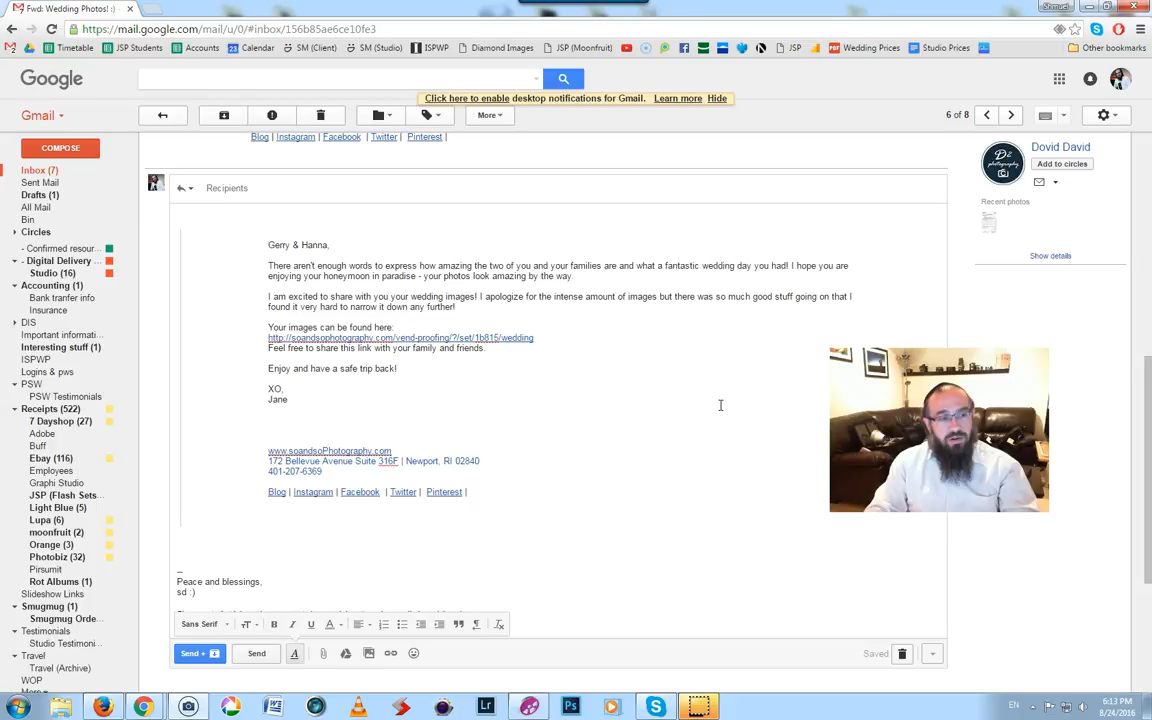 Fwd: Wedding Photos! :)
Shmuel
https://mail.google.com/mail/u/0/#inbox/156b85ae6ce10fe3
Timetable
JSP Students
Accounts
Calendar
SM (Client)
SM (Studio)
ISPWP
Diamond Images
JSP (Moonfruit)
JSP
Wedding Prices
Studio Prices
Other bookmarks
Google
Click here to enable desktop notifications for Gmail. Learn more Hide
Gmail
More
6 of 8
COMPOSE
Inbox (7)
Sent Mail
Drafts (1)
All Mail
Bin
Circles
- Confirmed resour...
- Digital Delivery ...
Studio (16)
Accounting (1)
Bank tranfer info
Insurance
DIS
Important informati...
Interesting stuff (1)
ISPWP
Logins & pws
PSW
PSW Testimonials
Receipts (522)
7 Dayshop (27)
Adobe
Buff
Ebay (116)
Employees
Graphi Studio
JSP (Flash Sets...
Light Blue (5)
Lupa (6)
moonfruit (2)
Orange (3)
Photobiz (32)
Pirsumit
Rot Albums (1)
Slideshow Links
Smugmug (1)
Smugmug Orde...
Testimonials
Studio Testimoni...
Travel
Travel (Archive)
WOP
More
Blog | Instagram | Facebook | Twitter | Pinterest |
Recipients
Gerry & Hanna,
There aren't enough words to express how amazing the two of you and your families are and what a fantastic wedding day you had! I hope you are
enjoying your honeymoon in paradise - your photos look amazing by the way.
I am excited to share with you your wedding images! I apologize for the intense amount of images but there was so much good stuff going on that I
found it very hard to narrow it down any further!
Your images can be found here:
http://soandsophotography.com/vend-proofing/?/set/1b815/wedding
Feel free to share this link with your family and friends.
Enjoy and have a safe trip back!
XO,
Jane
www.soandsoPhotography.com
172 Bellevue Avenue Suite 316F | Newport, RI 02840
401-207-6369
Blog | Instagram | Facebook | Twitter | Pinterest |
--
Peace and blessings,
sd :)
Sans Serif
Send +
Send
Saved
Dovid David
Add to circles
Recent photos
Show details
EN
6:13 PM
8/24/2016